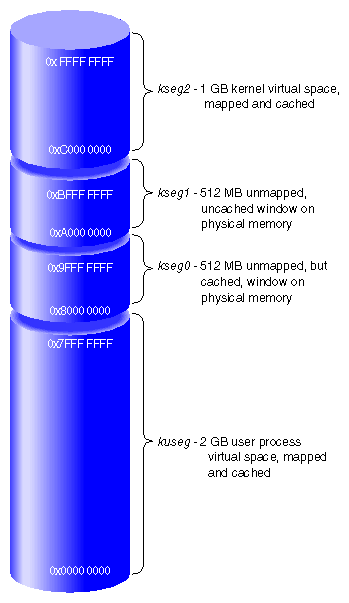 0x FFFF FFFF
kseg2 - 1 GB kernel virtual space,
mapped and cached
0xC000 0000
0xBFFF FFFF
kseg1 - 512 MB unmapped,
uncached window on
physical memory
0xA000 0000
0x9FFF FFFF
kseg0 - 512 MB unmapped, but
cached, window on
physical memory
0x8000 0000
0x7FFF FFFF
kuseg - 2 GB user process
virtual space, mapped
and cached
0x0000 0000